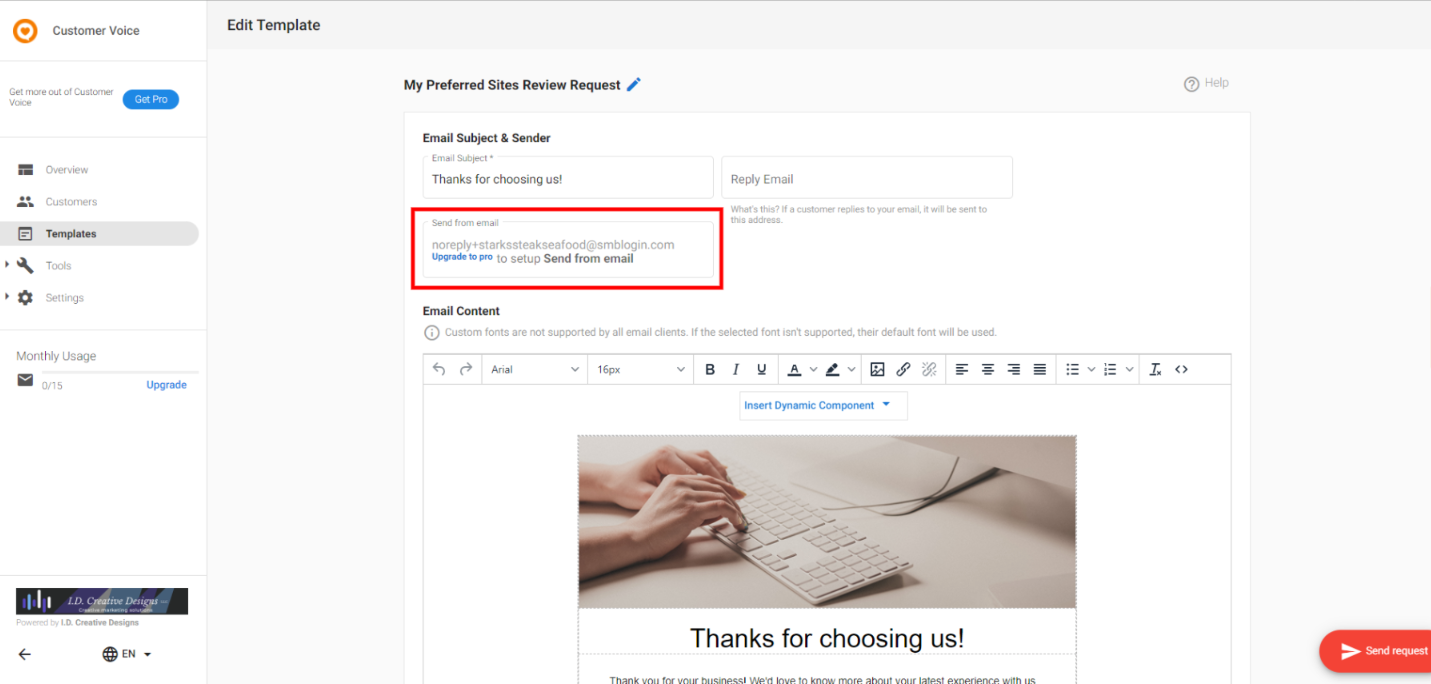 Customer Voice
Edit Template
Get more out of Customer
Voice
Get Pro
Overview
Customers
Templates
Tools
Settings
Monthly Usage
0/15
Upgrade
I.D. Creative Designs
Creative marketing solutions
Powered by I.D. Creative Designs
EN
My Preferred Sites Review Request
Help
Email Subject & Sender
Email Subject *
Thanks for choosing us!
Reply Email
What's this? If a customer replies to your email, it will be sent to
this address.
Send from email
noreply+starkssteakseafood@smblogin.com
Upgrade to pro to setup Send from email
Email Content
Custom fonts are not supported by all email clients. If the selected font isn't supported, their default font will be used.
Arial
16px
B I U A
Insert Dynamic Component
Thanks for choosing us!
Thank you for your business! We'd love to know more about your latest experience with us
Send request